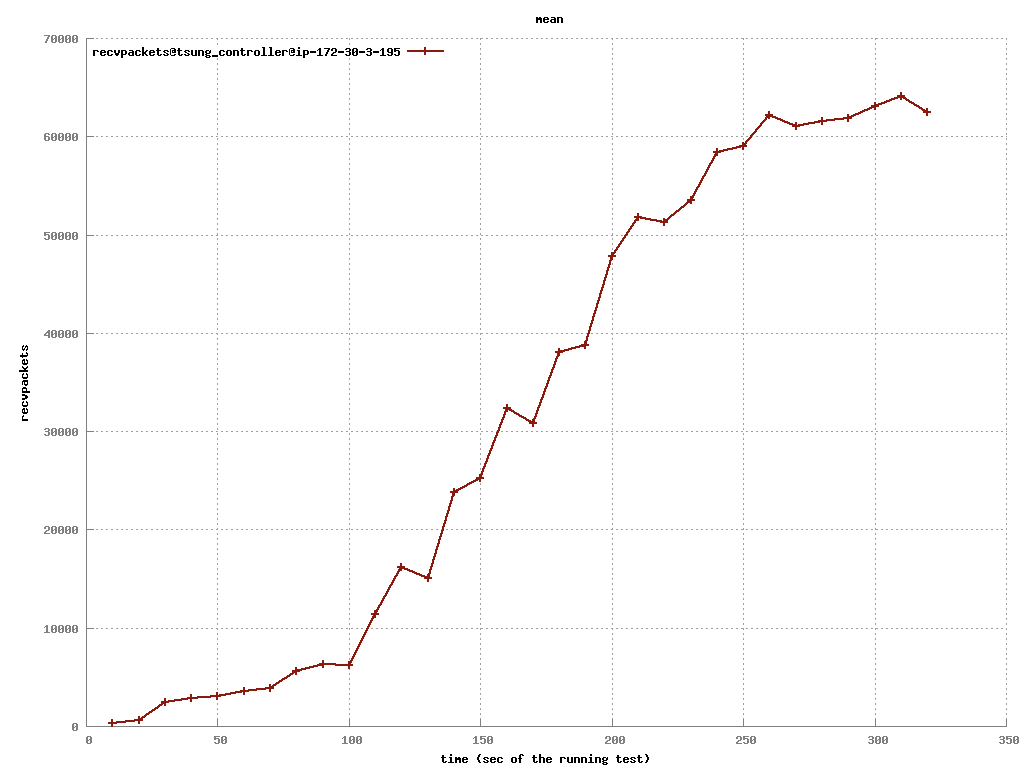 mean
70000
recvpackets@tsung_controller@ip-172-30-3-195
60000
50000
40000
30000
20000
10000
0
recvpackets
0 50 100 150 200 250 300 350
time (sec of the running test)